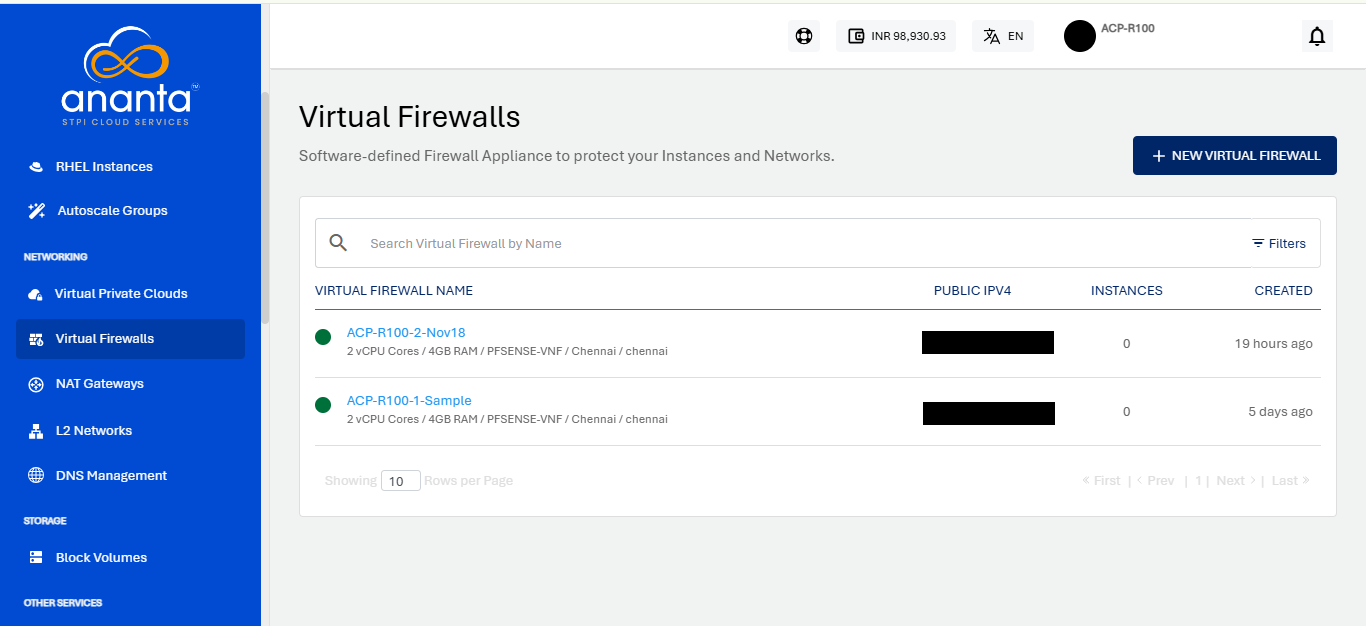 ananta TM
STPI CLOUD SERVICES
RHEL Instances
Autoscale Groups
NETWORKING
Virtual Private Clouds
Virtual Firewalls
NAT Gateways
L2 Networks
DNS Management
STORAGE
Block Volumes
OTHER SERVICES
INR 98,930.93
EN
ACP-R100
Virtual Firewalls
Software-defined Firewall Appliance to protect your Instances and Networks.
+ NEW VIRTUAL FIREWALL
Search Virtual Firewall by Name
Filters
VIRTUAL FIREWALL NAME PUBLIC IPV4 INSTANCES CREATED
ACP-R100-2-Nov18
2 vCPU Cores / 4GB RAM / PFSENSE-VNF / Chennai / chennai
0 19 hours ago
ACP-R100-1-Sample
2 vCPU Cores / 4GB RAM / PFSENSE-VNF / Chennai / chennai
0 5 days ago
Showing 10 Rows per Page « First | ‹ Prev | 1 | Next › | Last »